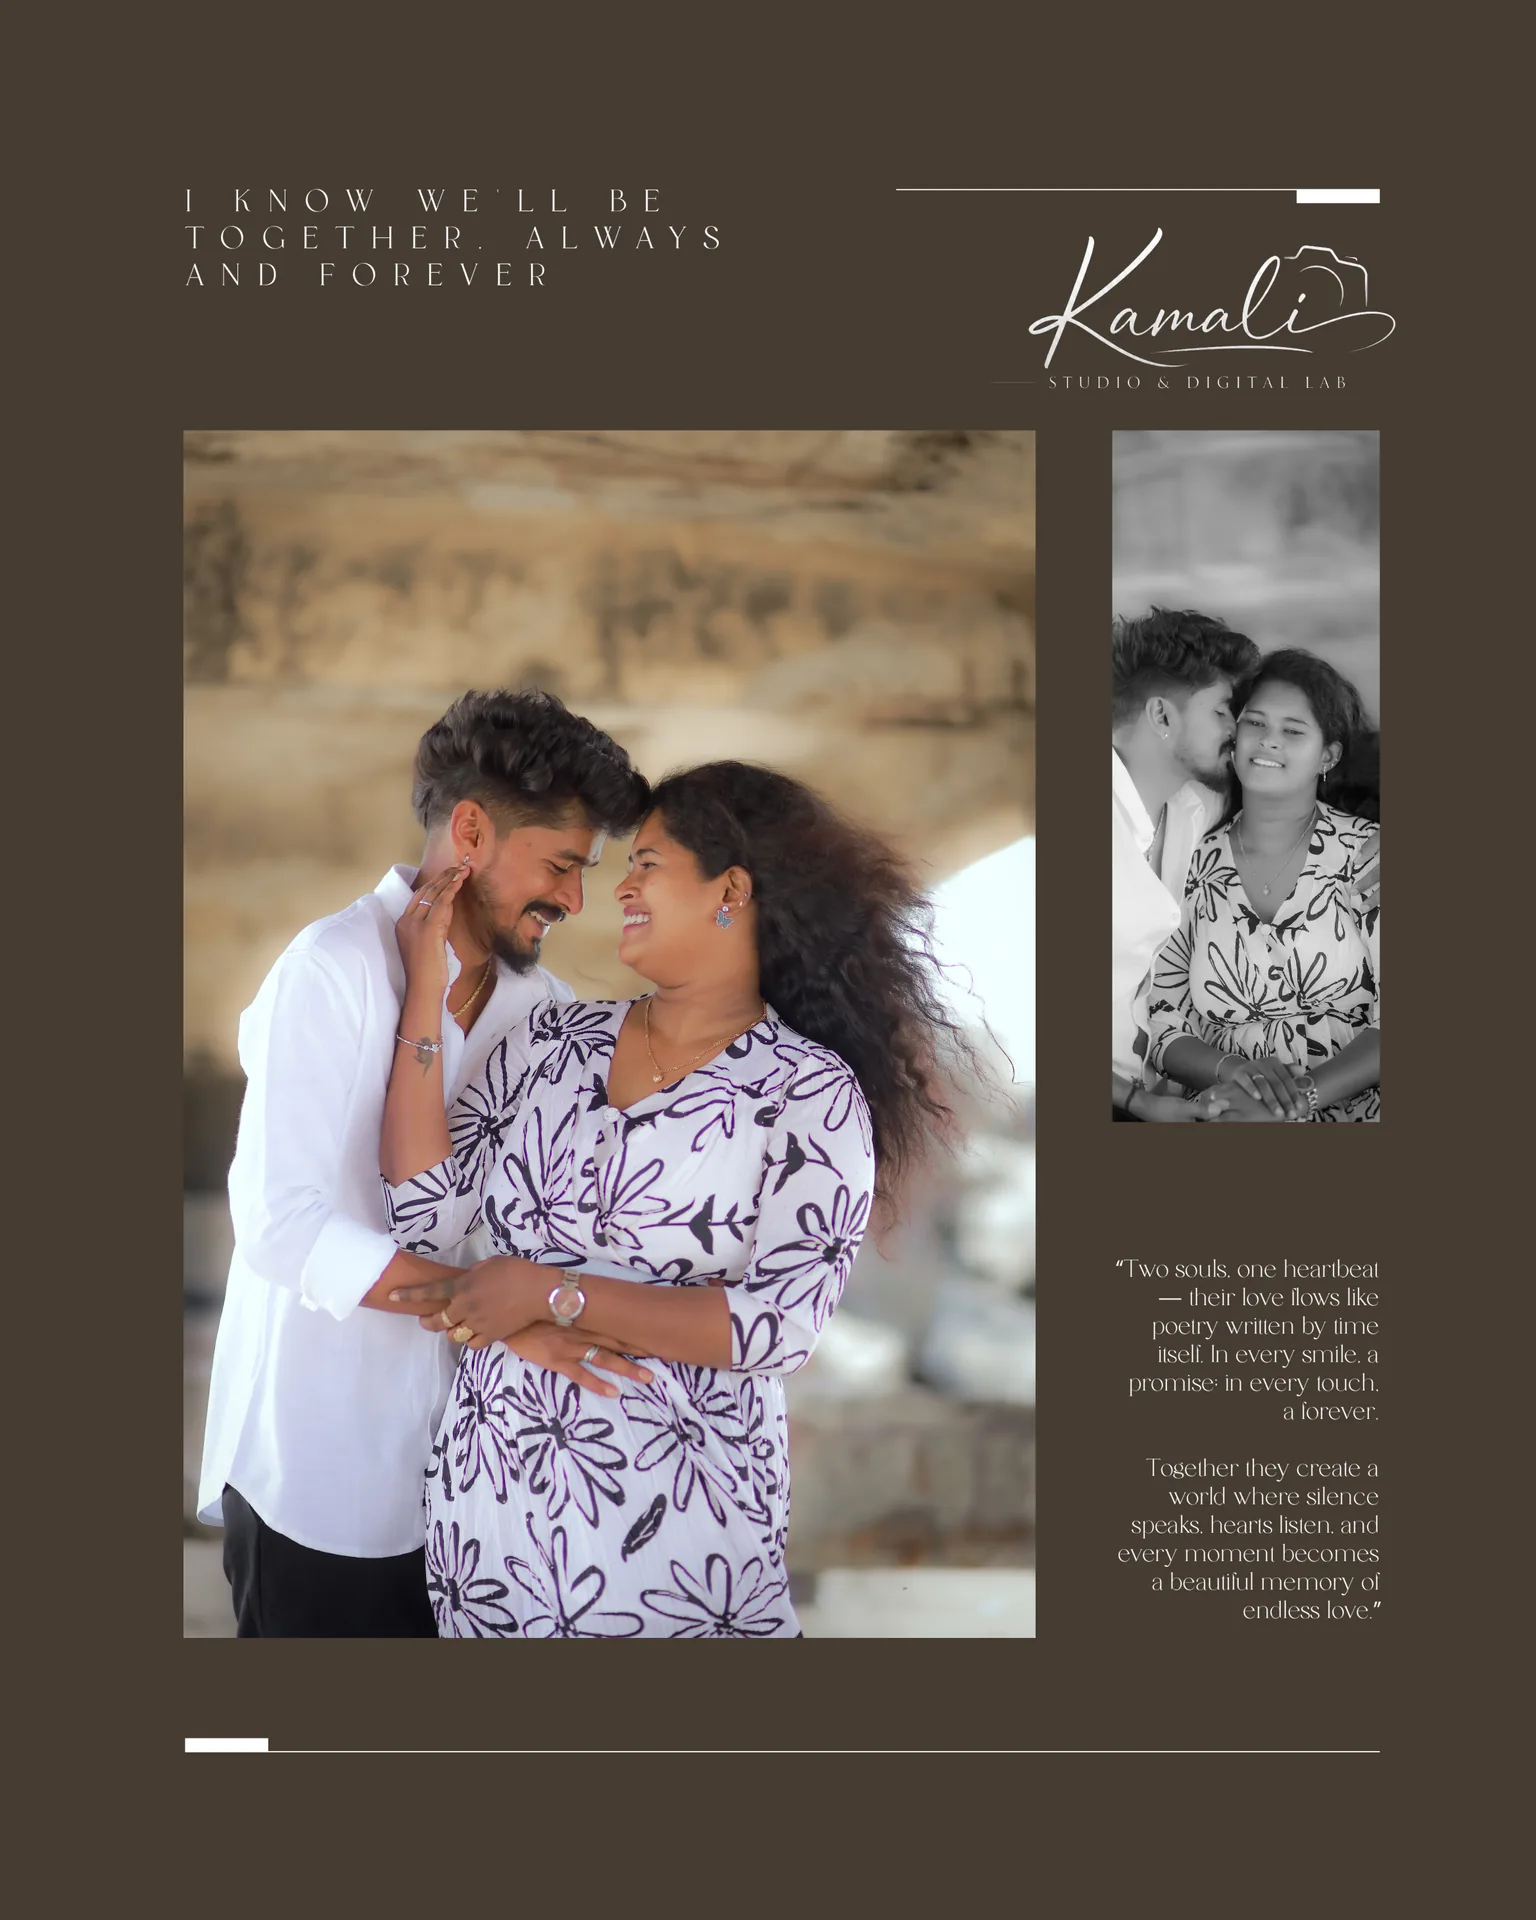 I KNOW WE'LL BE
TOGETHER, ALWAYS
AND FOREVER
Kamali
STUDIO & DIGITAL LAB
“Two souls, one heartbeat
— their love flows like
poetry written by time
itself. In every smile, a
promise; in every touch,
a forever.
Together they create a
world where silence
speaks, hearts listen, and
every moment becomes
a beautiful memory of
endless love.”